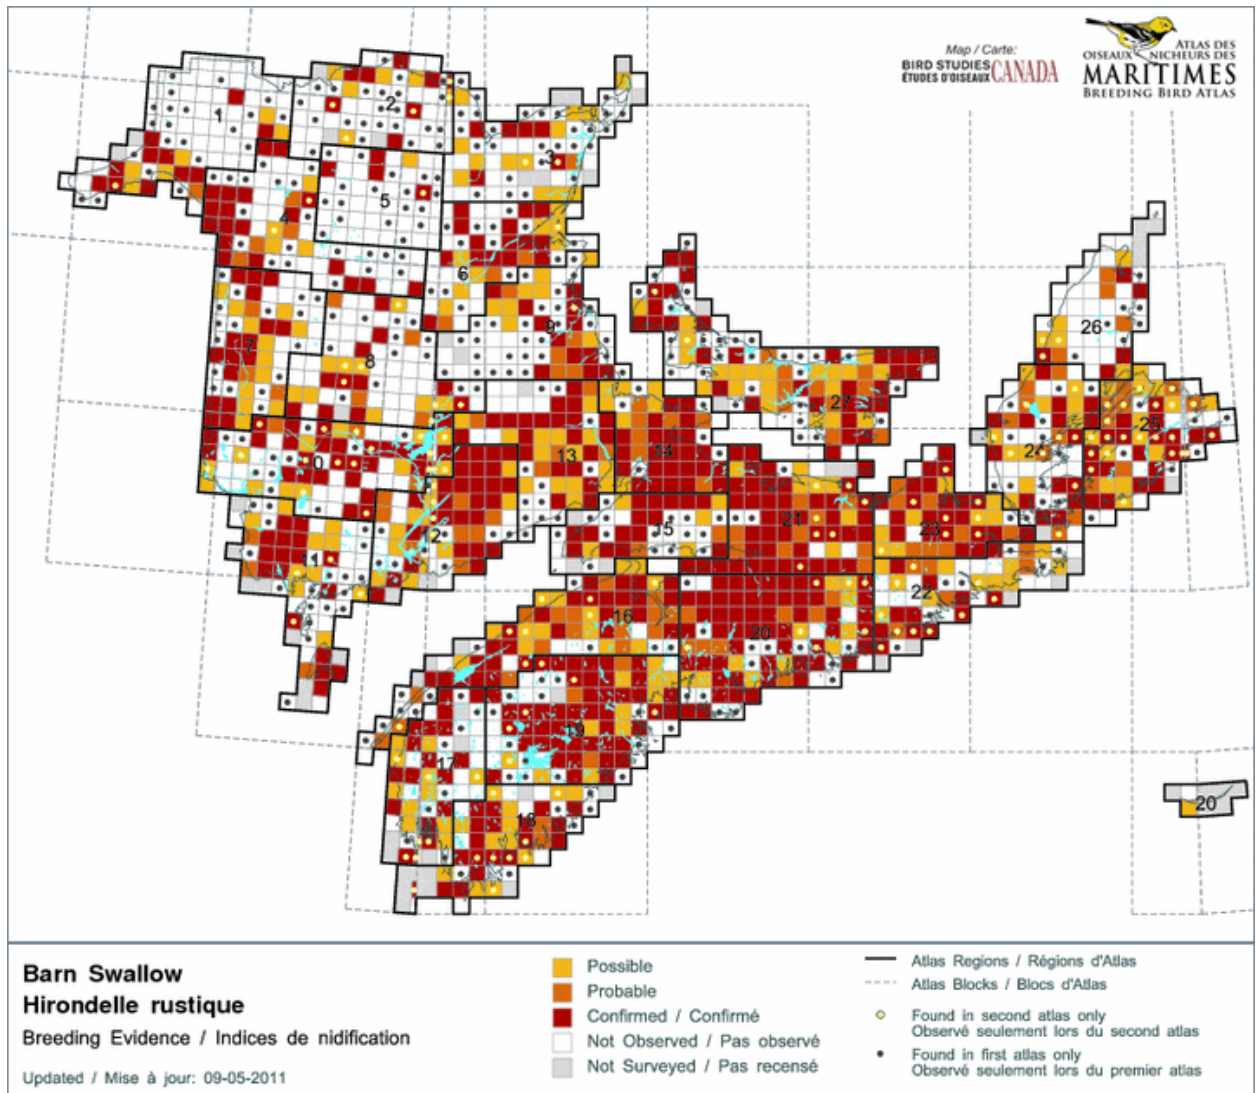 Map / Carte:
BIRD STUDIES
ÉTUDES D'OISEAUX CANADA
ATLAS DES
OISEAUX NICHEURS DES
MARITIMES
BREEDING BIRD ATLAS
1
2
3
4
5
6
7
8
9
0
11
2
13
14
15
16
17
18
19
20
21
22
23
24
25
26
27
20
Barn Swallow
Hirondelle rustique
Breeding Evidence / Indices de nidification
Updated / Mise à jour: 09-05-2011
Possible
Probable
Confirmed / Confirmé
Not Observed / Pas observé
Not Surveyed / Pas recensé
Atlas Regions / Régions d'Atlas
Atlas Blocks / Blocs d'Atlas
Found in second atlas only
Observé seulement lors du second atlas
Found in first atlas only
Observé seulement lors du premier atlas